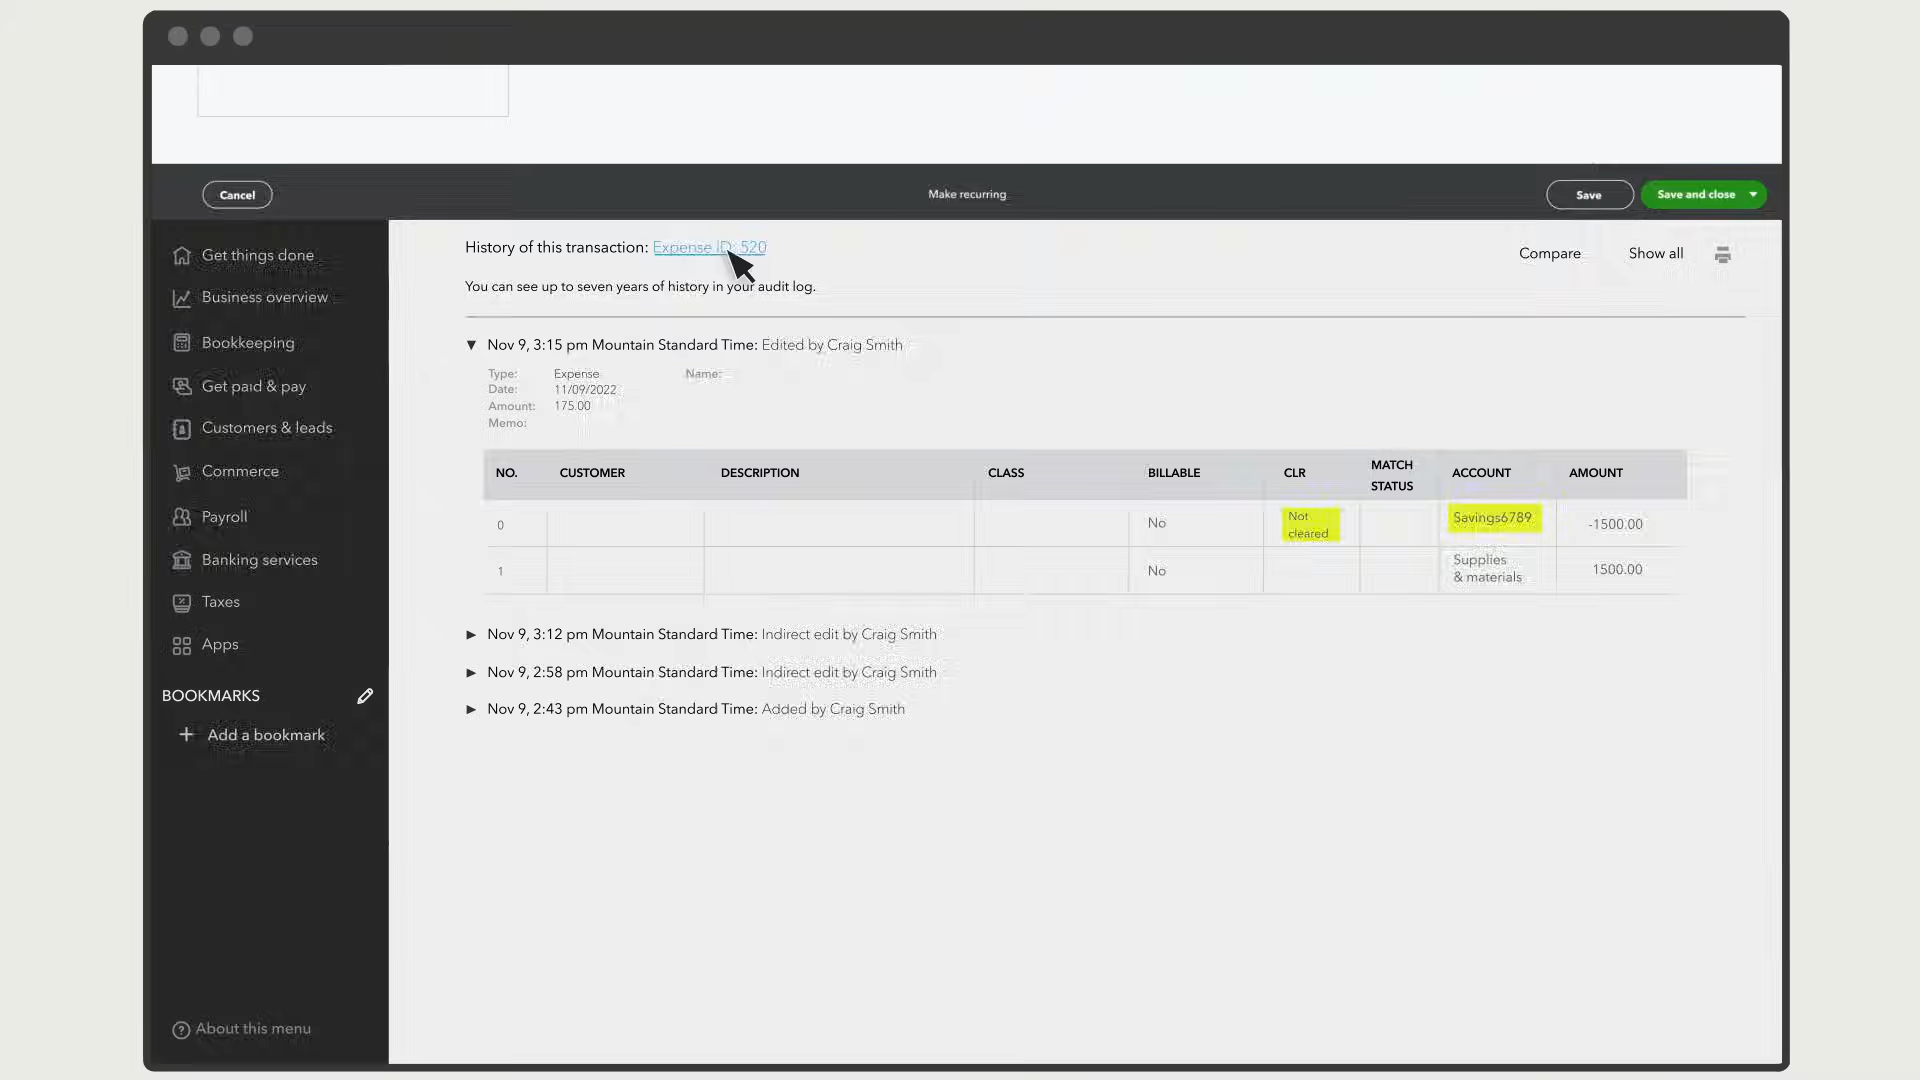 Cancel
Make recurring
Save
Save and close
Get things done
Business overview
Bookkeeping
Get paid & pay
Customers & leads
Commerce
Payroll
Banking services
Taxes
Apps
BOOKMARKS
Add a bookmark
About this menu
History of this transaction: Expense ID: 520
Compare
Show all
You can see up to seven years of history in your audit log.
Nov 9, 3:15 pm Mountain Standard Time: Edited by Craig Smith
Type: Expense Name:
Date: 11/09/2022
Amount: 175.00
Memo:
NO. CUSTOMER DESCRIPTION CLASS BILLABLE CLR MATCH STATUS ACCOUNT AMOUNT
0 No Not cleared Savings6789 -1500.00
1 No Supplies & materials 1500.00
Nov 9, 3:12 pm Mountain Standard Time: Indirect edit by Craig Smith
Nov 9, 2:58 pm Mountain Standard Time: Indirect edit by Craig Smith
Nov 9, 2:43 pm Mountain Standard Time: Added by Craig Smith